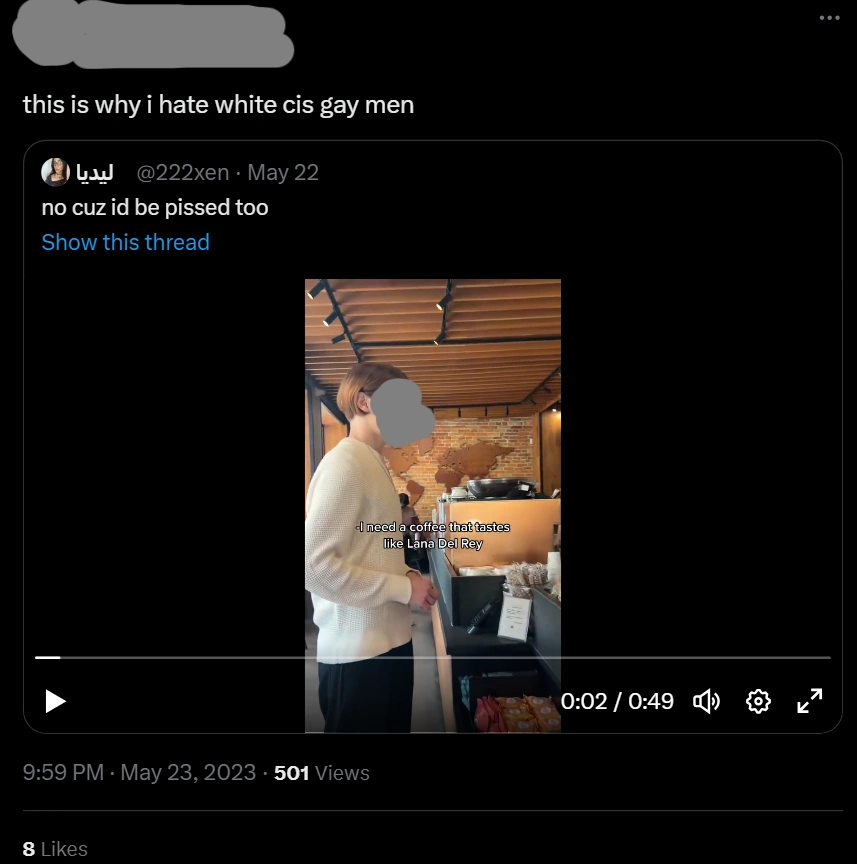 this is why i hate white cis gay men
ليديا @222xen · May 22
no cuz id be pissed too
Show this thread
-I need a coffee that tastes
like Lana Del Rey
0:02 / 0:49
9:59 PM · May 23, 2023 · 501 Views
8 Likes